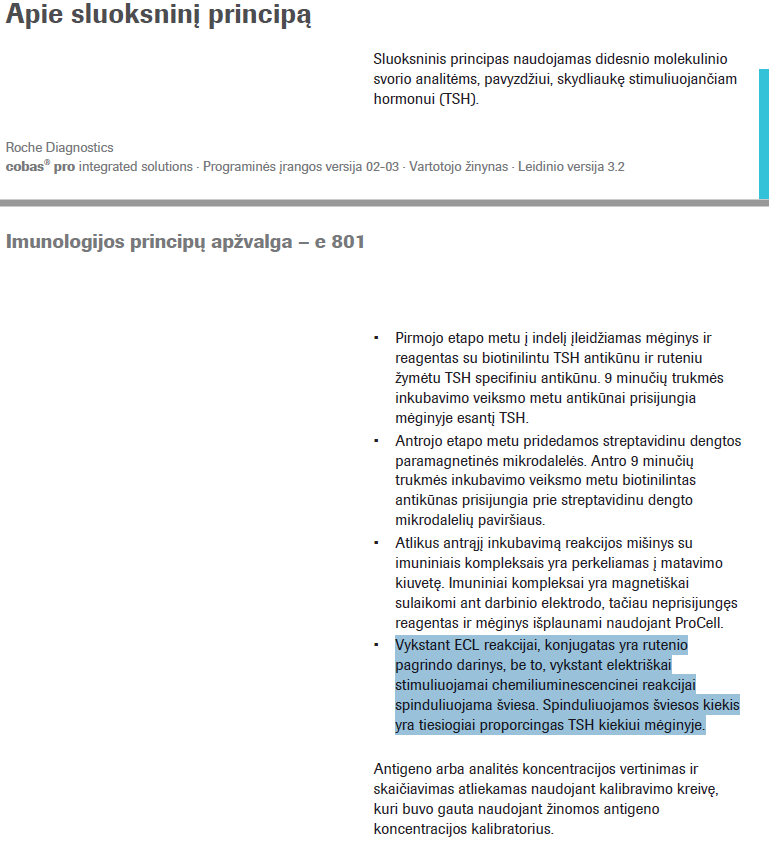 Apie sluoksninį principą
Sluoksninis principas naudojamas didesnio molekulinio
svorio analitėms, pavyzdžiui, skydliaukę stimuliuojančiam
hormonui (TSH).
Roche Diagnostics
cobas® pro integrated solutions · Programinės įrangos versija 02-03 · Vartotojo žinynas · Leidinio versija 3.2
Imunologijos principų apžvalga – e 801
▪ Pirmojo etapo metu į indelį įleidžiamas mėginys ir
reagentas su biotinilintu TSH antikūnu ir ruteniu
žymėtu TSH specifiniu antikūnu. 9 minučių trukmės
inkubavimo veiksmo metu antikūnai prisijungia
mėginyje esantį TSH.
▪ Antrojo etapo metu pridedamos streptavidinu dengtos
paramagnetinės mikrodalelės. Antro 9 minučių
trukmės inkubavimo veiksmo metu biotinilintas
antikūnas prisijungia prie streptavidinu dengto
mikrodalelių paviršiaus.
▪ Atlikus antrąjį inkubavimą reakcijos mišinys su
imuniniais kompleksais yra perkeliamas į matavimo
kiuvetę. Imuniniai kompleksai yra magnetiškai
sulaikomi ant darbinio elektrodo, tačiau neprisijungęs
reagentas ir mėginys išplaunami naudojant ProCell.
▪ Vykstant ECL reakcijai, konjugatas yra rutenio
pagrindo darinys, be to, vykstant elektriškai
stimuliuojamai chemiliuminescencinei reakcijai
spinduliuojama šviesa. Spinduliuojamos šviesos kiekis
yra tiesiogiai proporcingas TSH kiekiui mėginyje.
Antigeno arba analitės koncentracijos vertinimas ir
skaičiavimas atliekamas naudojant kalibravimo kreivę,
kuri buvo gauta naudojant žinomos antigeno
koncentracijos kalibratorius.